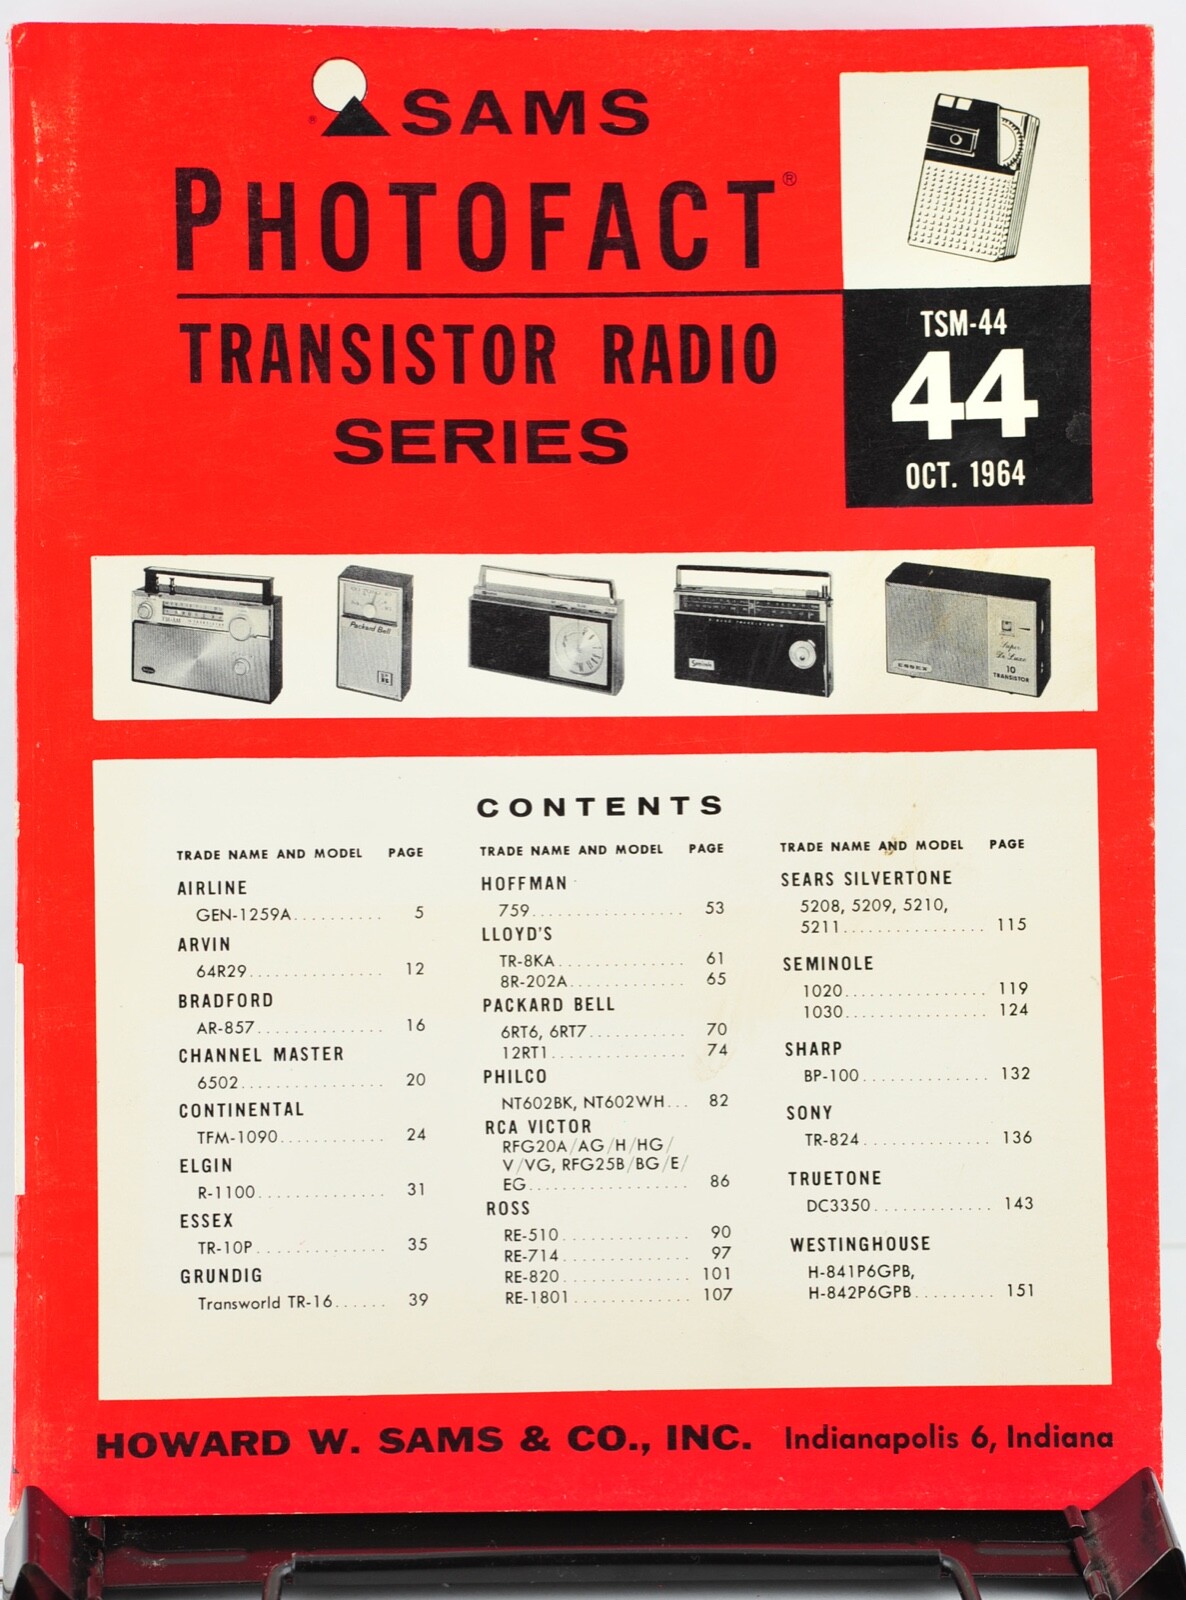 SAMS
PHOTOFACT®
TRANSISTOR RADIO
SERIES
TSM-44
44
OCT. 1964
Packard Bell
Seminole
ESSEX
Super
De Luxe
10
TRANSISTOR
CONTENTS
TRADE NAME AND MODEL PAGE
AIRLINE
GEN-1259A.......... 5
ARVIN
64R29............... 12
BRADFORD
AR-857.............. 16
CHANNEL MASTER
6502................ 20
CONTINENTAL
TFM-1090............ 24
ELGIN
R-1100.............. 31
ESSEX
TR-10P.............. 35
GRUNDIG
Transworld TR-16...... 39
TRADE NAME AND MODEL PAGE
HOFFMAN
759................. 53
LLOYD'S
TR-8KA.............. 61
8R-202A............. 65
PACKARD BELL
6RT6, 6RT7........... 70
12RT1............... 74
PHILCO
NT602BK, NT602WH... 82
RCA VICTOR
RFG20A/AG/H/HG/
V/VG, RFG25B/BG/E/
EG.................. 86
ROSS
RE-510.............. 90
RE-714.............. 97
RE-820.............. 101
RE-1801............. 107
TRADE NAME AND MODEL PAGE
SEARS SILVERTONE
5208, 5209, 5210,
5211................ 115
SEMINOLE
1020................ 119
1030................ 124
SHARP
BP-100.............. 132
SONY
TR-824.............. 136
TRUETONE
DC3350............. 143
WESTINGHOUSE
H-841P6GPB,
H-842P6GPB......... 151
HOWARD W. SAMS & CO., INC. Indianapolis 6, Indiana